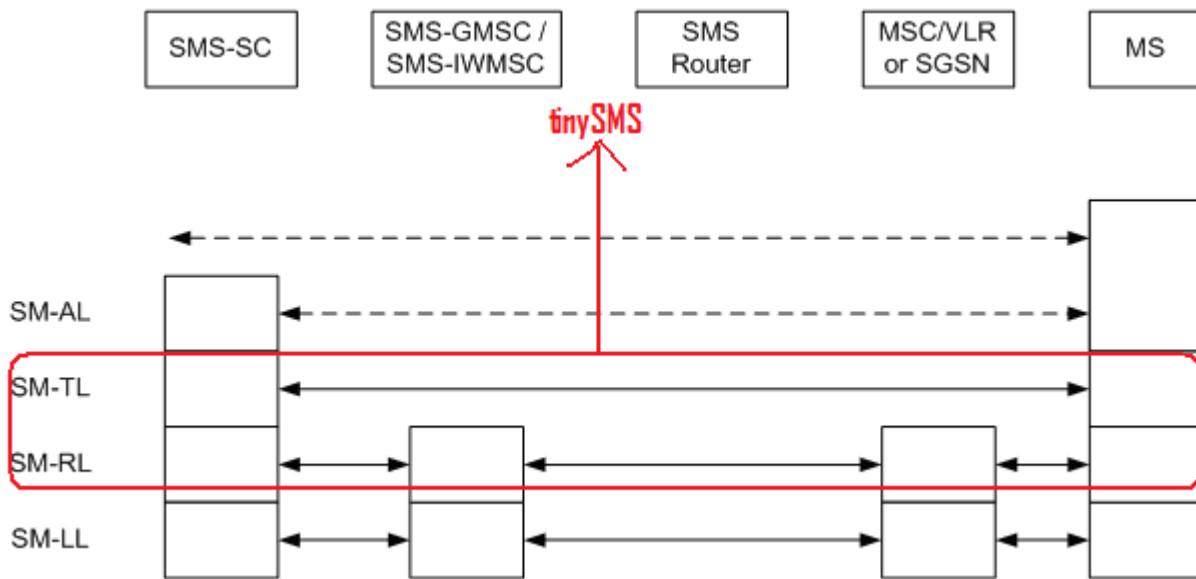 SMS-SC
SMS-GMSC /
SMS-IWMSC
SMS
Router
MSC/VLR
or SGSN
MS
tinySMS
SM-AL
SM-TL
SM-RL
SM-LL